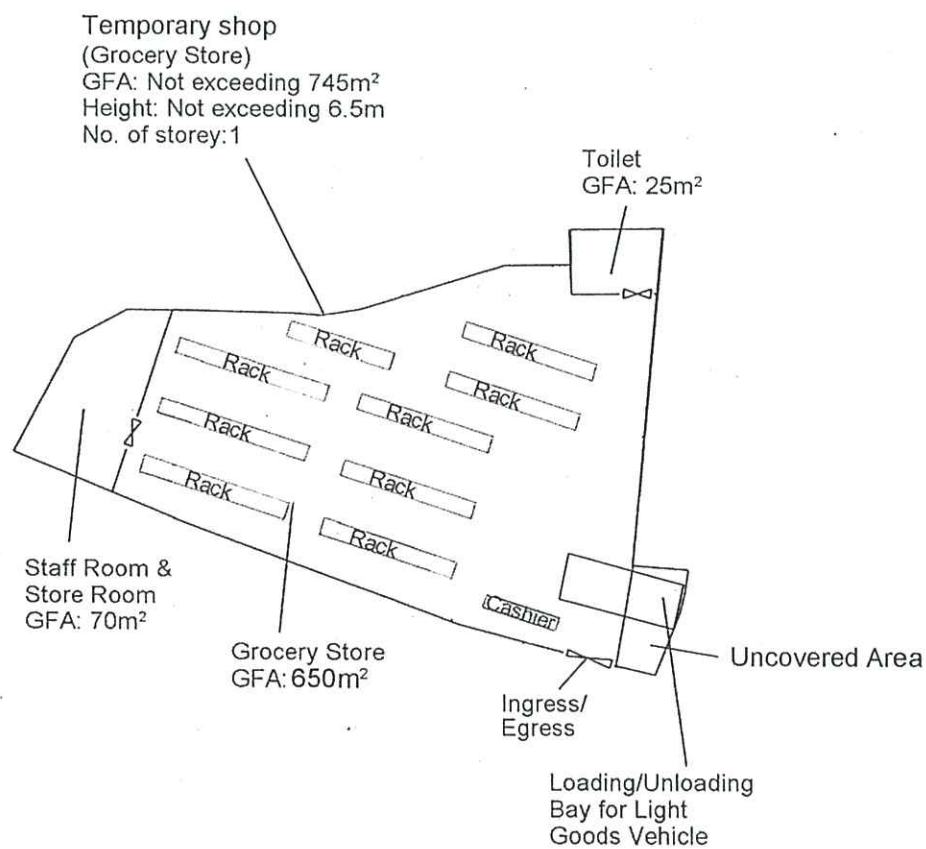 Temporary shop
(Grocery Store)
GFA: Not exceeding 745m²
Height: Not exceeding 6.5m
No. of storey:1
Toilet
GFA: 25m²
Rack
Rack
Rack
Rack
Rack
Rack
Rack
Rack
Rack
Staff Room &
Store Room
GFA: 70m²
Cashier
Grocery Store
GFA: 650m²
Uncovered Area
Ingress/
Egress
Loading/Unloading
Bay for Light
Goods Vehicle